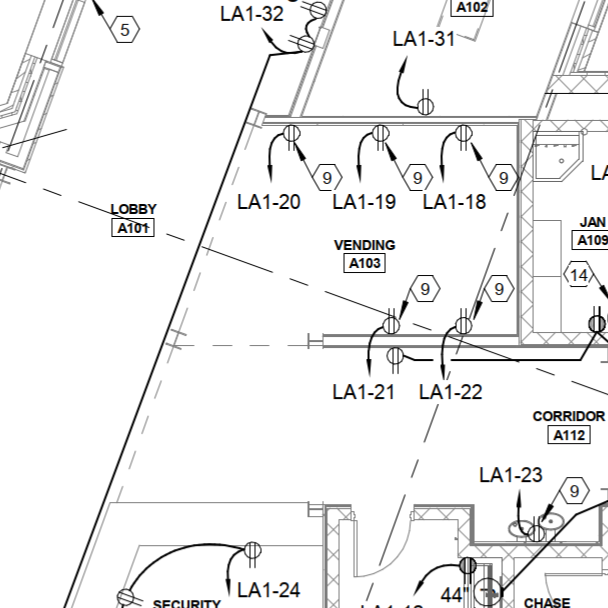 LA1-32
A102
5
LA1-31
9
9
9
LA1-20
LA1-19
LA1-18
LOBBY
A101
JAN
A109
VENDING
A103
14
9
9
LA1-21
LA1-22
CORRIDOR
A112
LA1-23
9
LA1-24
44"
SECURITY
CHASE